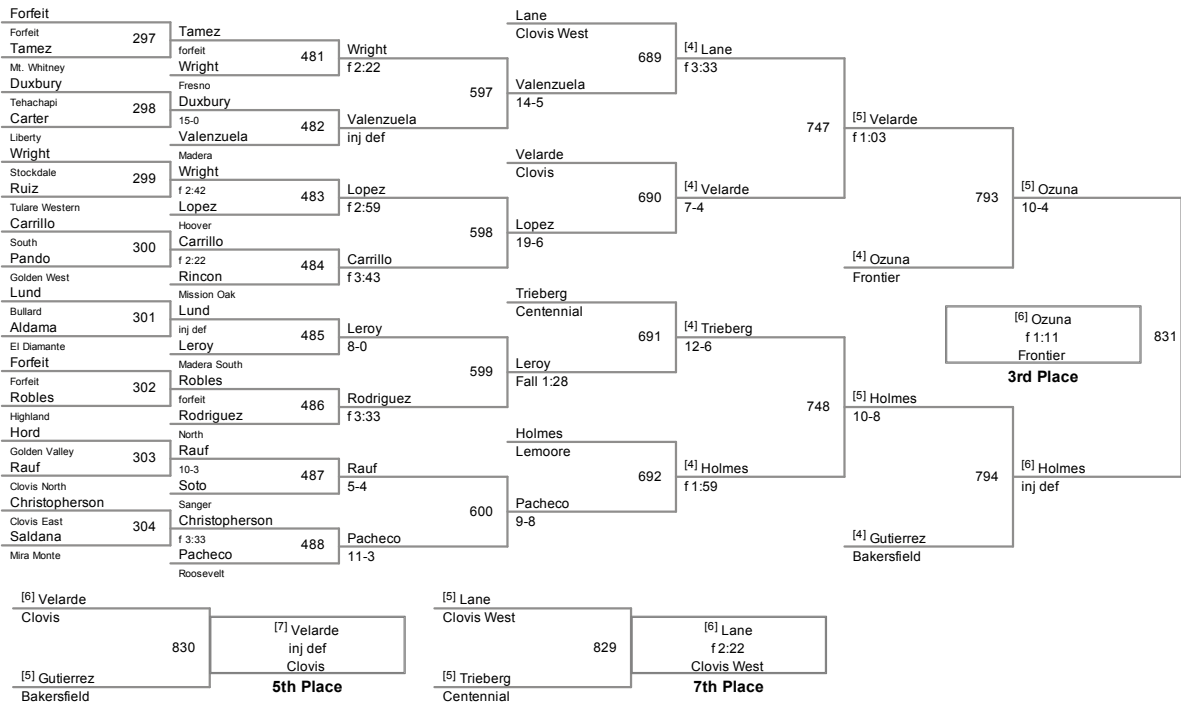 Forfeit
Forfeit
297
Tamez
Mt. Whitney
Duxbury
Tehachapi
298
Carter
Liberty
Wright
Stockdale
299
Ruiz
Tulare Western
Carrillo
South
300
Pando
Golden West
Lund
Bullard
301
Aldama
El Diamante
Forfeit
Forfeit
302
Robles
Highland
Hord
Golden Valley
303
Rauf
Clovis North
Christopherson
Clovis East
304
Saldana
Mira Monte
Tamez
forfeit
481
Wright
Fresno
Duxbury
15-0
482
Valenzuela
Madera
Wright
f 2:42
483
Lopez
Hoover
Carrillo
f 2:22
484
Rincon
Mission Oak
Lund
inj def
485
Leroy
Madera South
Robles
forfeit
486
Rodriguez
North
Rauf
10-3
487
Soto
Sanger
Christopherson
f 3:33
488
Pacheco
Roosevelt
Wright
f 2:22
597
Valenzuela
inj def
Lopez
f 2:59
598
Carrillo
f 3:43
Leroy
8-0
599
Rodriguez
f 3:33
Rauf
5-4
600
Pacheco
11-3
Lane
Clovis West
689
Valenzuela
14-5
Velarde
Clovis
690
Lopez
19-6
Trieberg
Centennial
691
Leroy
Fall 1:28
Holmes
Lemoore
692
Pacheco
9-8
[4] Lane
f 3:33
747
[4] Velarde
7-4
[4] Trieberg
12-6
748
[4] Holmes
f 1:59
[5] Velarde
f 1:03
793
[4] Ozuna
Frontier
[5] Holmes
10-8
794
[4] Gutierrez
Bakersfield
[5] Ozuna
10-4
831
[6] Holmes
inj def
[6] Ozuna
f 1:11
Frontier
3rd Place
[6] Velarde
Clovis
830
[5] Gutierrez
Bakersfield
[7] Velarde
inj def
Clovis
5th Place
[5] Lane
Clovis West
829
[5] Trieberg
Centennial
[6] Lane
f 2:22
Clovis West
7th Place